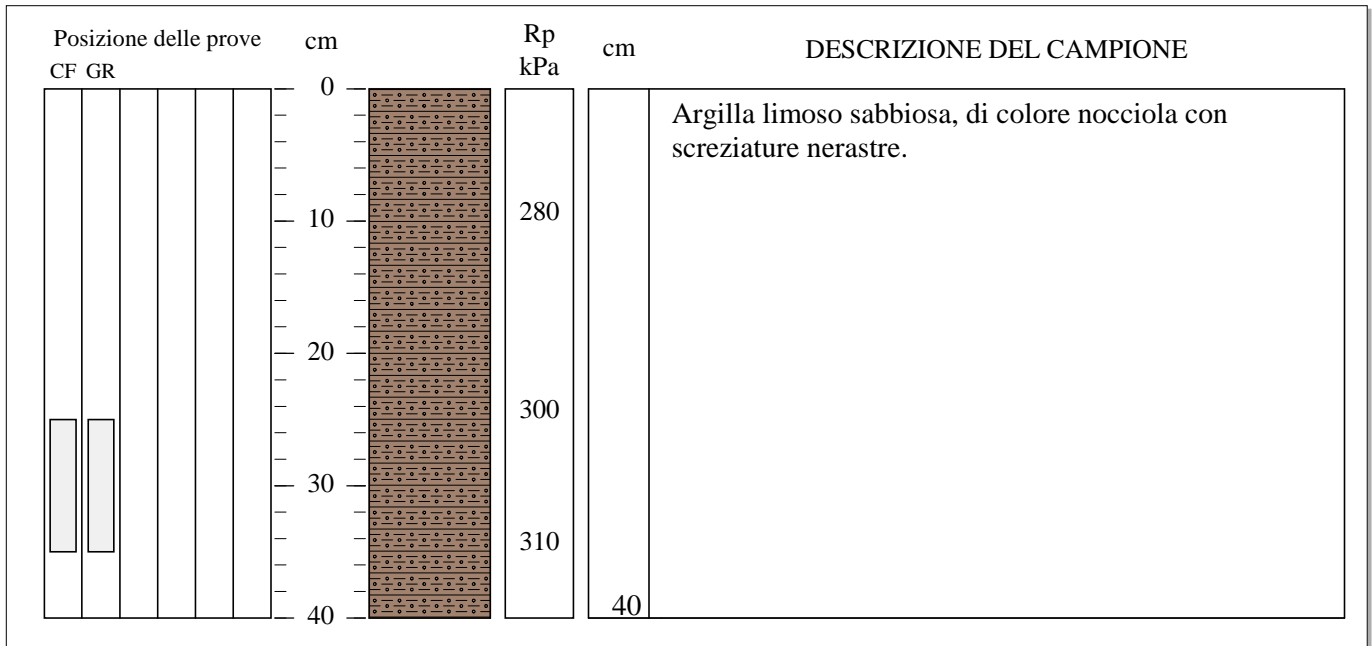 Posizione delle prove cm Rp kPa cm DESCRIZIONE DEL CAMPIONE
CF GR
0
Argilla limoso sabbiosa, di colore nocciola con
screziature nerastre.
10 280
20
300
30
310
40 40